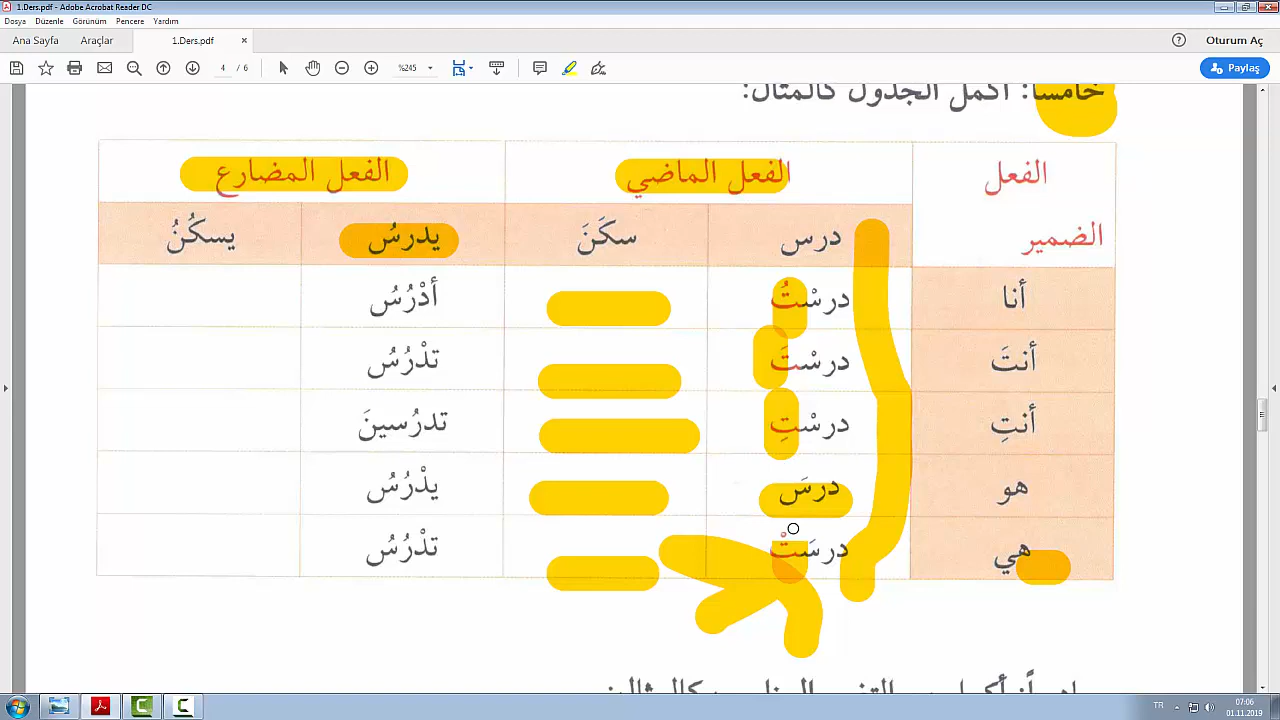 1.Ders.pdf - Adobe Acrobat Reader DC
Dosya Düzenle Görünüm Pencere Yardım
Ana Sayfa Araçlar 1.Ders.pdf × Oturum Aç
4 / 6 %245 Paylaş
خامساً: أكمل الجدول كالمثال:
الفعل الفعل الماضي الفعل المضارع
الضمير درس سكَنَ يدرسُ يسكُنُ
أنا درسْتُ أدْرُسُ
أنتَ درسْتَ تدْرُسُ
أنتِ درسْتِ تدرُسينَ
هو درسَ يدْرُسُ
هي درسَتْ تدْرُسُ
TR 07:06
01.11.2019